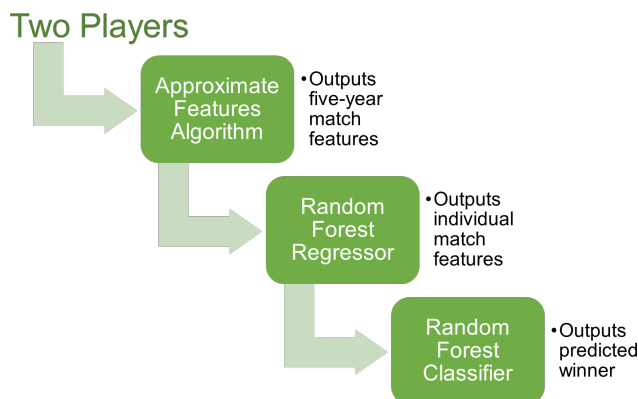 Two Players
Approximate
Features
Algorithm
•Outputs
five-year
match
features
Random
Forest
Regressor
•Outputs
individual
match
features
Random
Forest
Classifier
•Outputs
predicted
winner